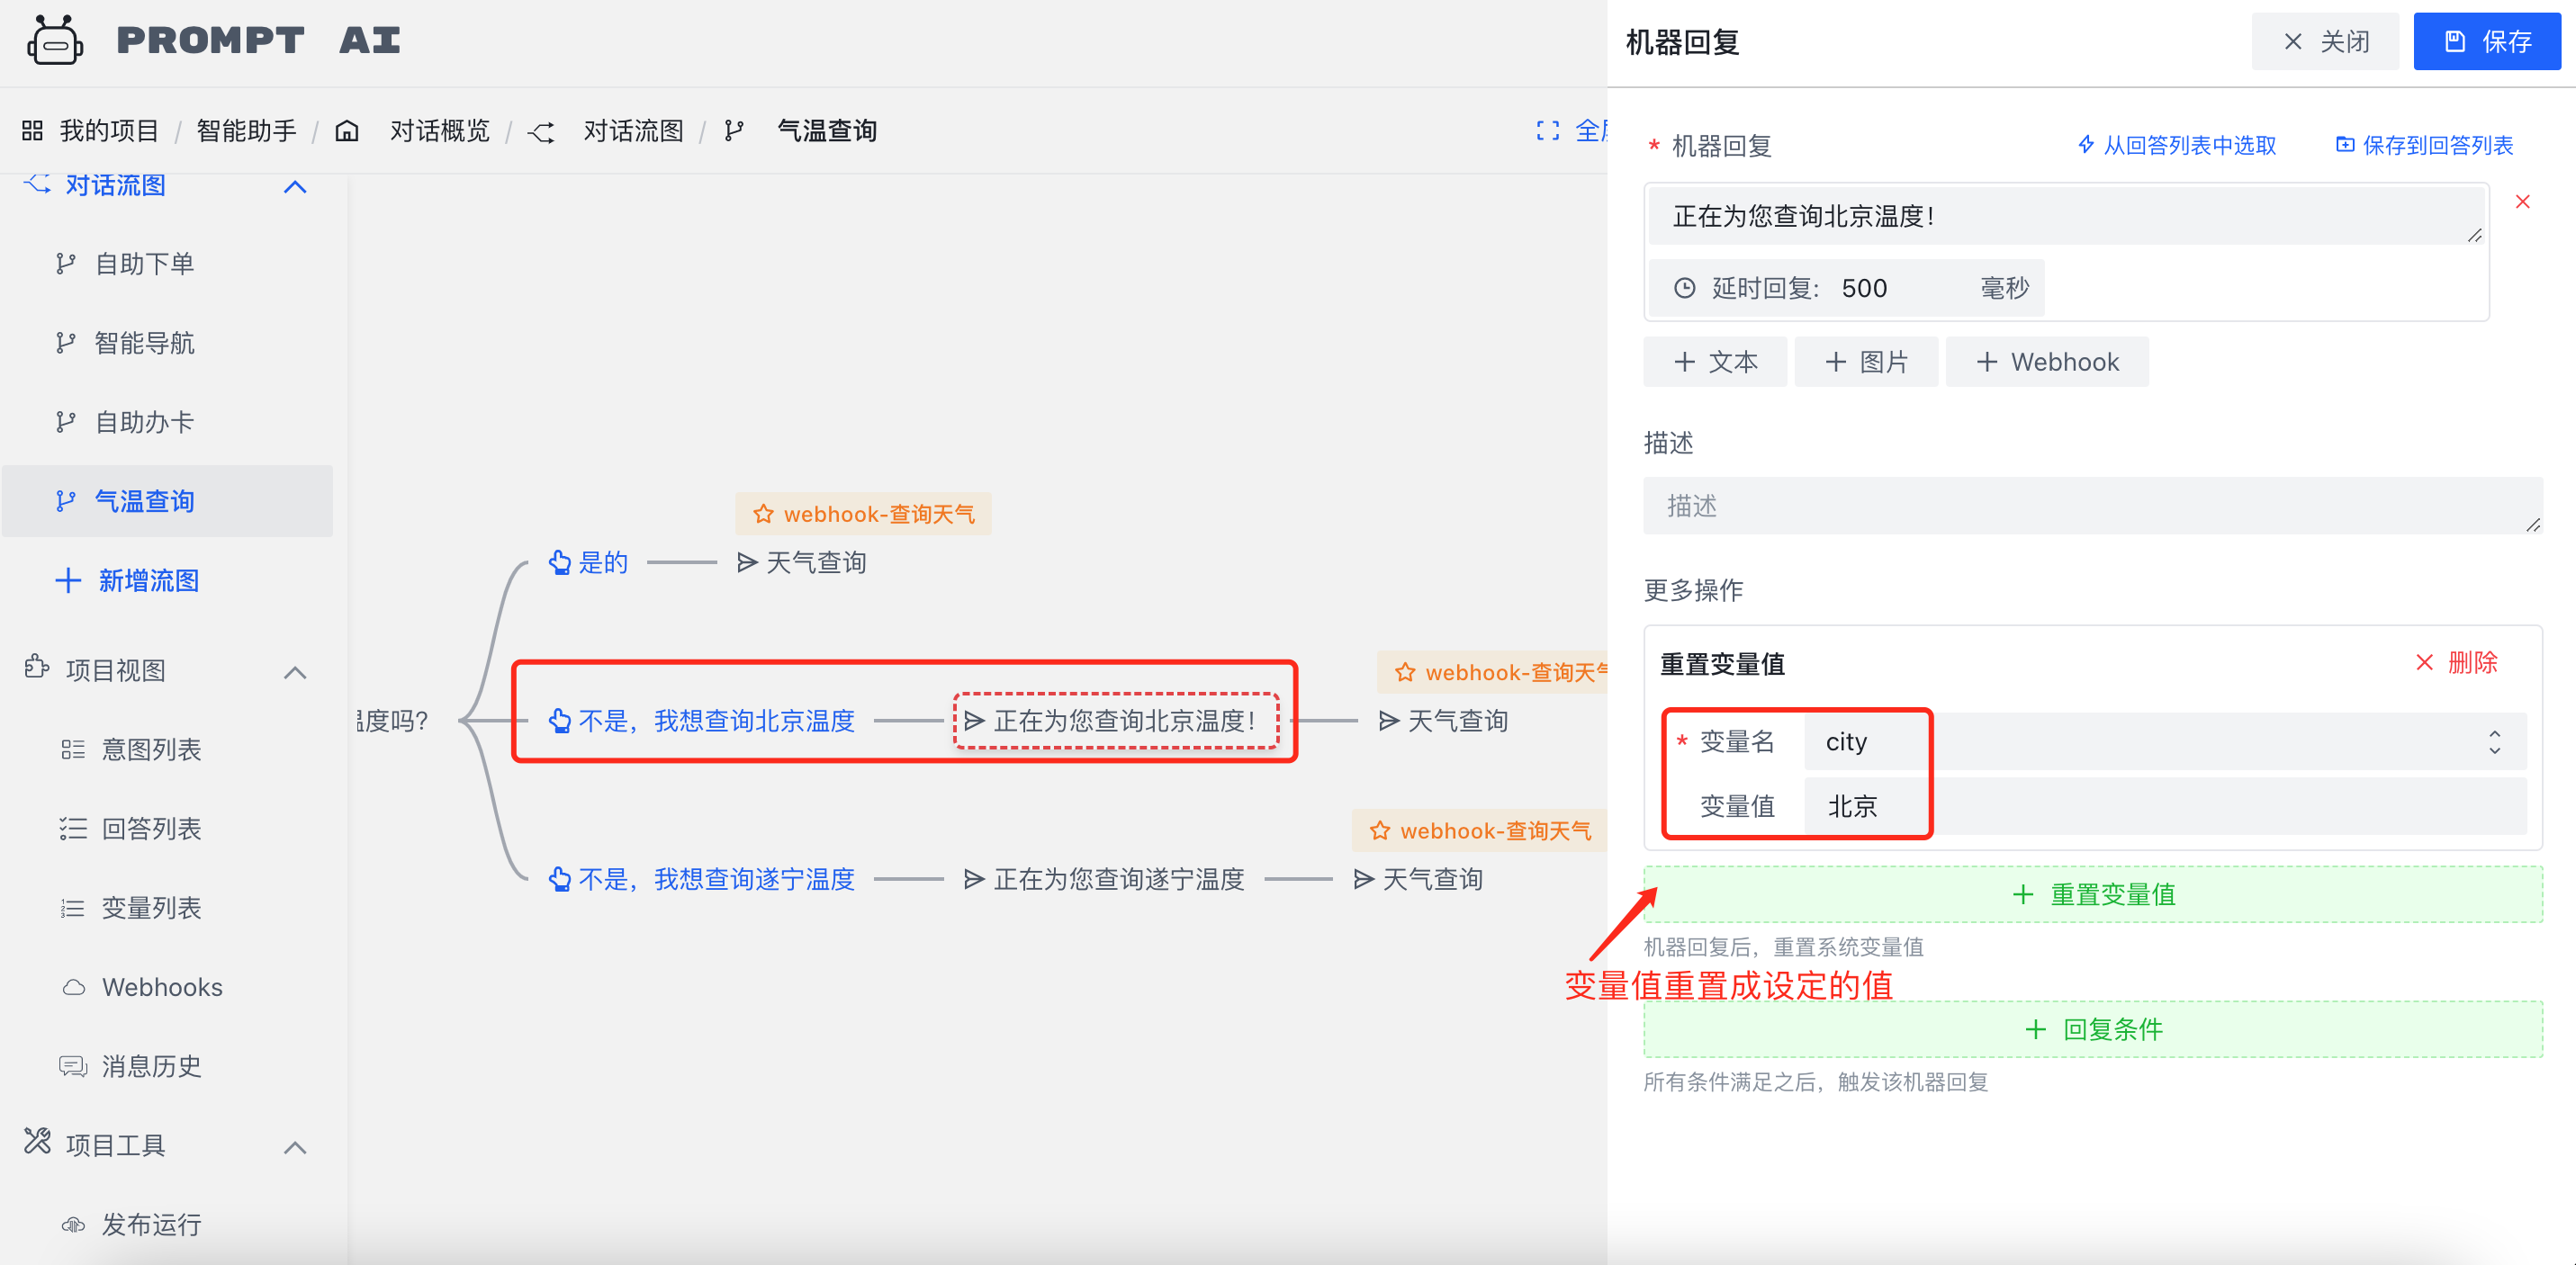 PROMPT AI
我的项目 / 智能助手 / 对话概览 / 对话流图 / 气温查询
对话流图
自助下单
智能导航
自助办卡
气温查询
新增流图
项目视图
意图列表
回答列表
变量列表
Webhooks
消息历史
项目工具
发布运行
webhook-查询天气
是的
天气查询
度吗?
不是，我想查询北京温度
正在为您查询北京温度!
webhook-查询天
天气查询
不是，我想查询遂宁温度
正在为您查询遂宁温度
webhook-查询天气
天气查询
机器回复
关闭
保存
* 机器回复
从回答列表中选取
保存到回答列表
正在为您查询北京温度!
延时回复: 500 毫秒
+ 文本
+ 图片
+ Webhook
描述
描述
更多操作
重置变量值
删除
* 变量名 city
变量值 北京
+ 重置变量值
机器回复后，重置系统变量值
变量值重置成设定的值
+ 回复条件
所有条件满足之后，触发该机器回复